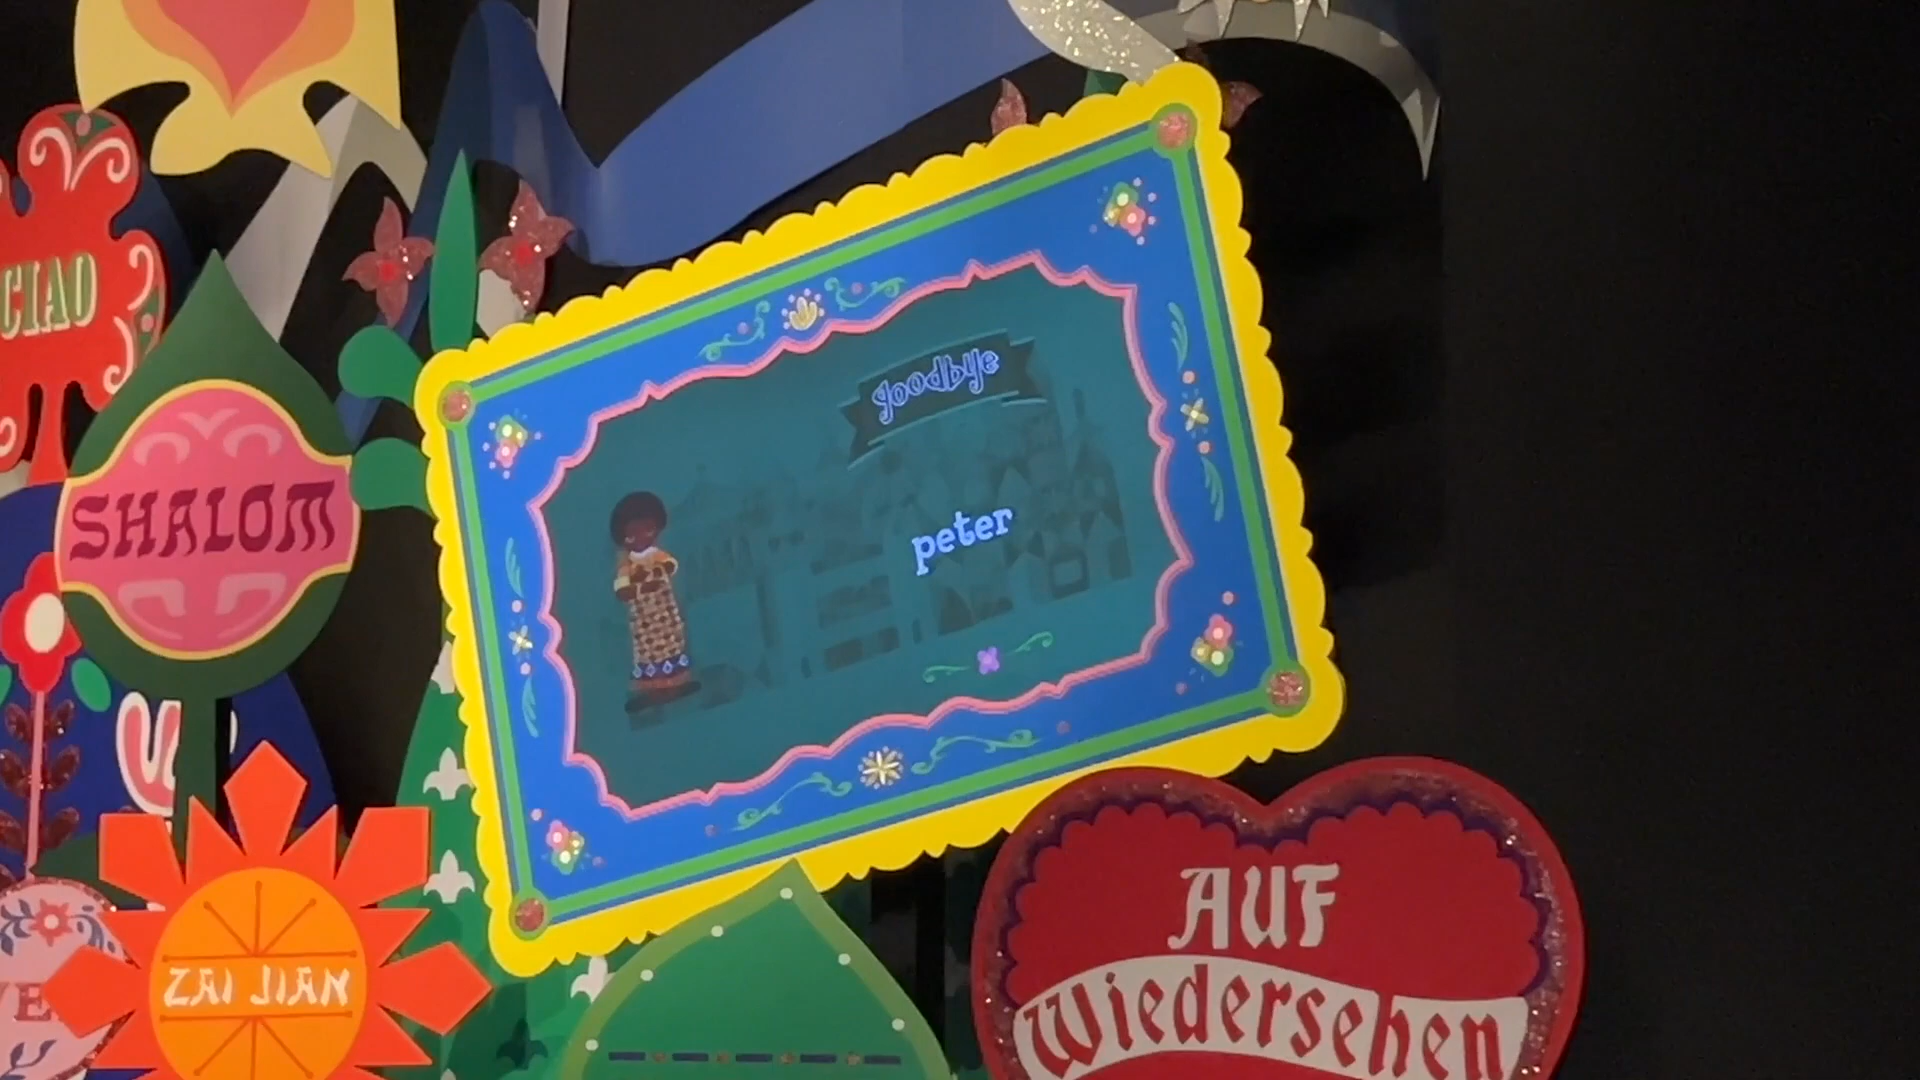 CIAO
SHALOM
goodbye
peter
ZAI JIAN
AUF
Wiedersehen